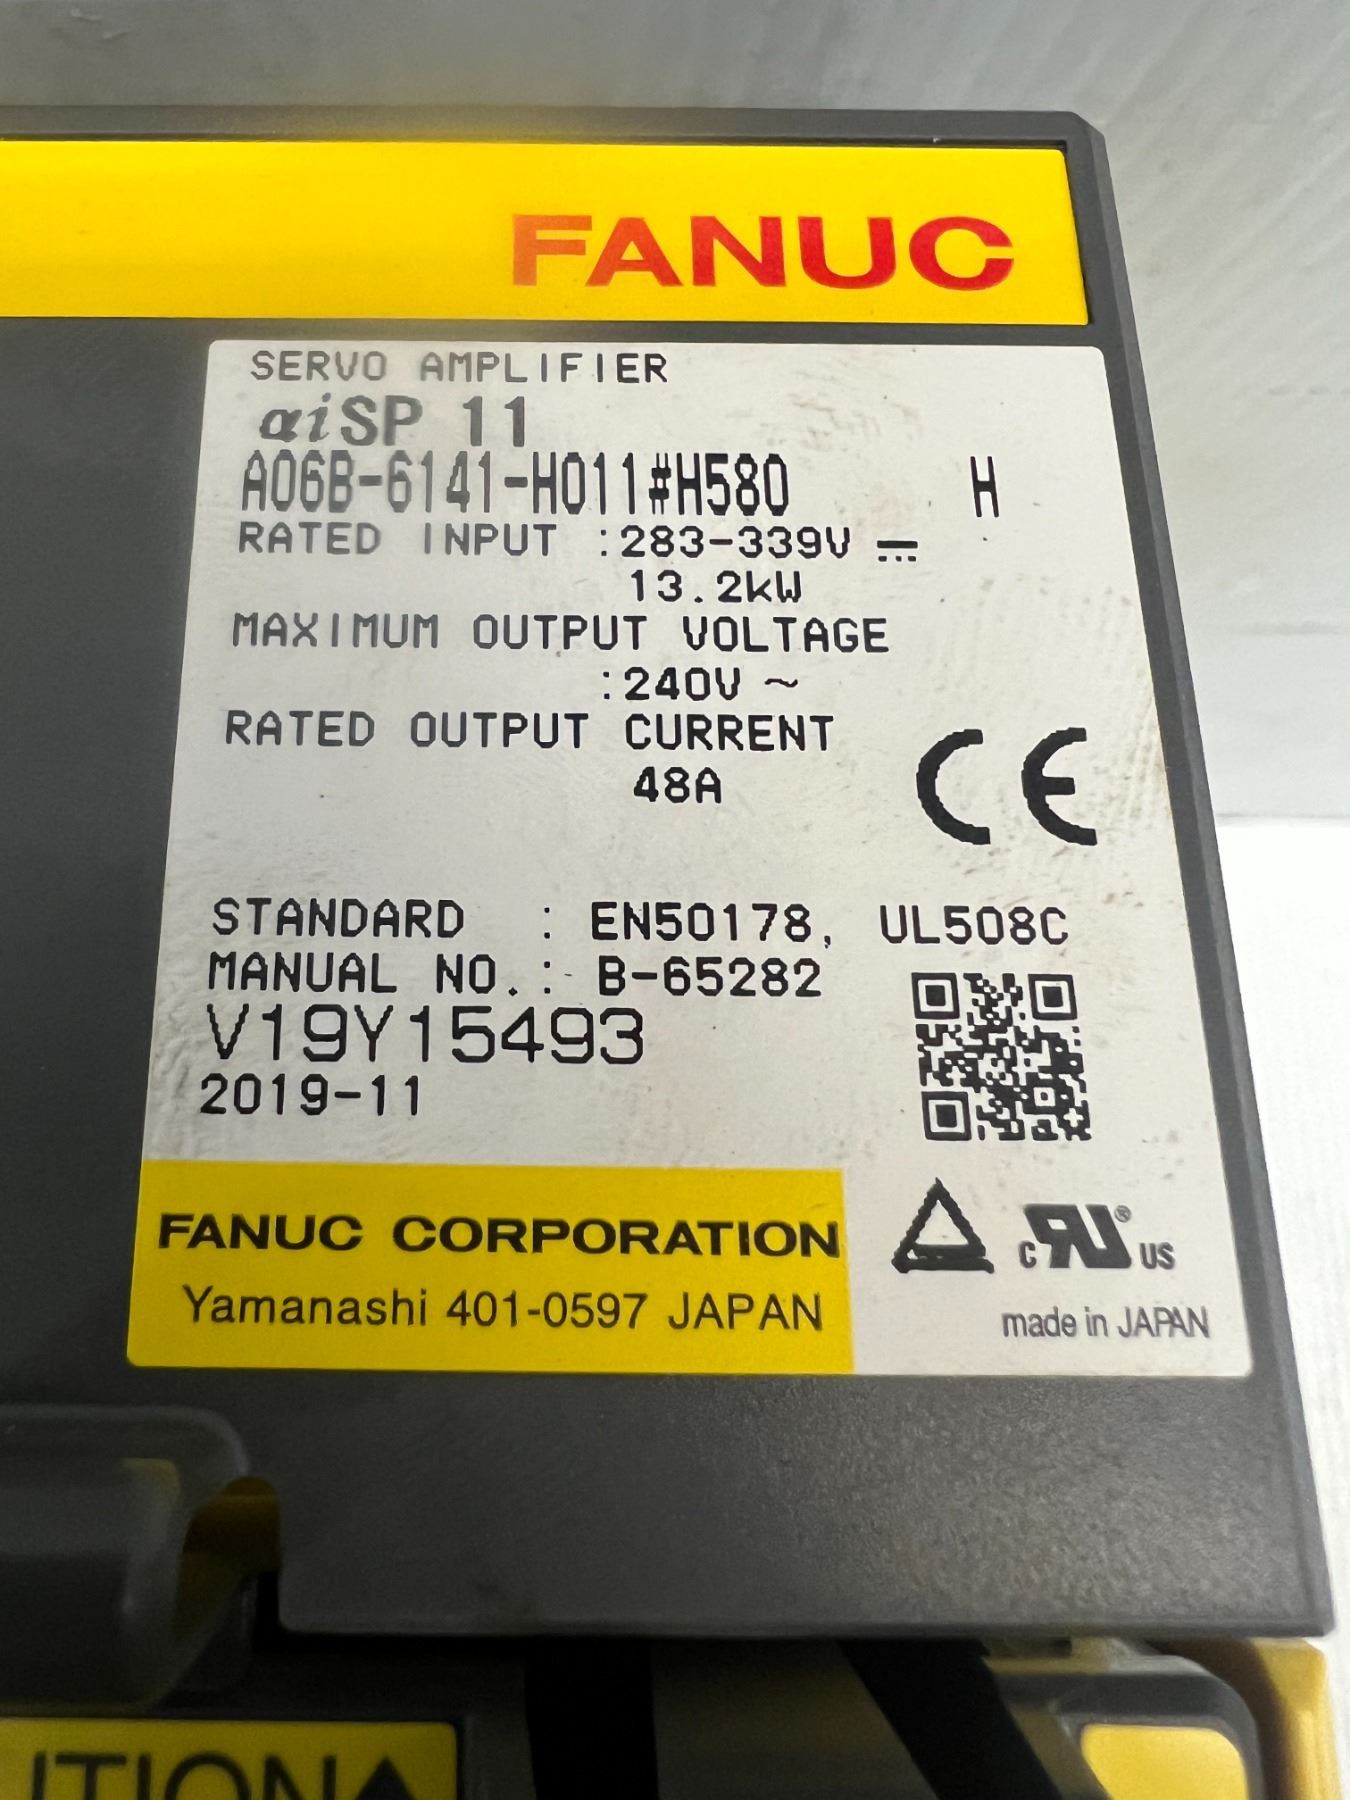 FANUC
SERVO AMPLIFIER
αiSP 11
A06B-6141-H011#H580 H
RATED INPUT :283-339V ⎓
13.2kW
MAXIMUM OUTPUT VOLTAGE
:240V ~
RATED OUTPUT CURRENT
48A
CE
STANDARD : EN50178, UL508C
MANUAL NO. : B-65282
V19Y15493
2019-11
FANUC CORPORATION
Yamanashi 401-0597 JAPAN
c RU ® US
made in JAPAN
ITION